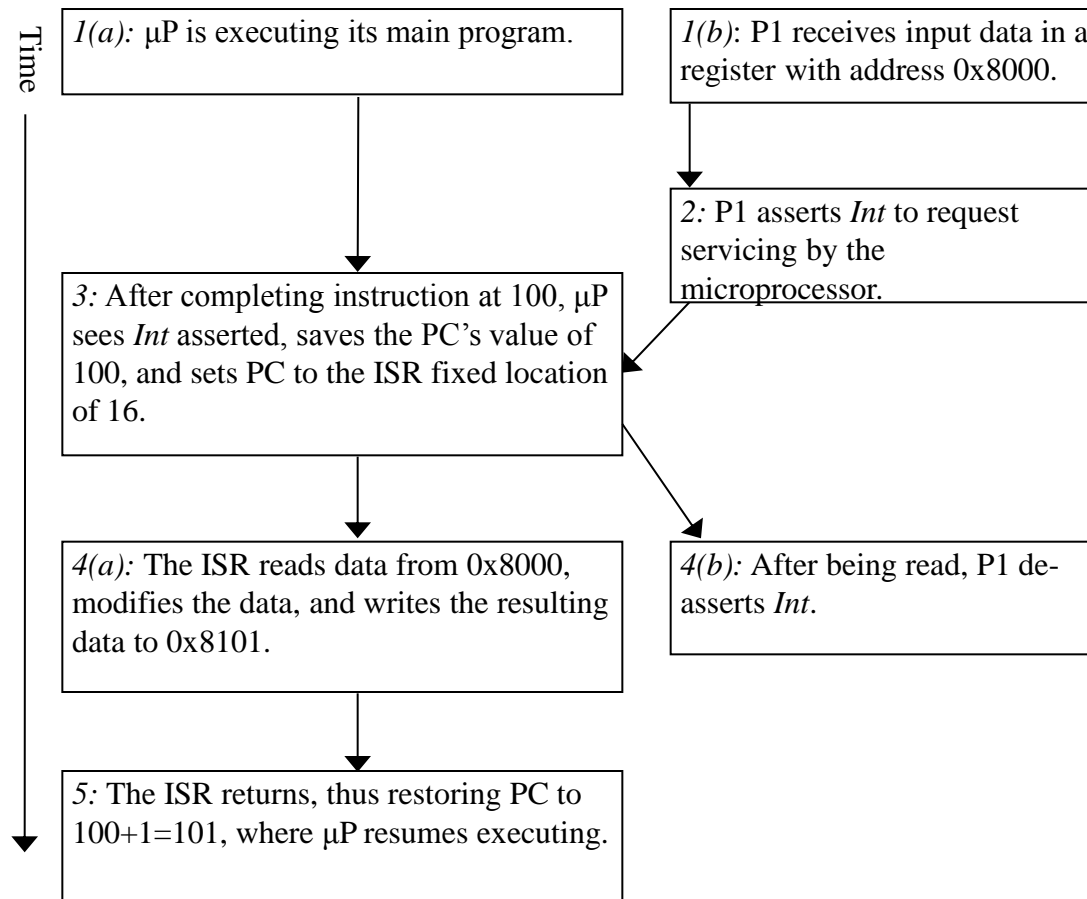 Time
1(a): μP is executing its main program.
1(b): P1 receives input data in a
register with address 0x8000.
2: P1 asserts Int to request
servicing by the
microprocessor.
3: After completing instruction at 100, μP
sees Int asserted, saves the PC’s value of
100, and sets PC to the ISR fixed location
of 16.
4(a): The ISR reads data from 0x8000,
modifies the data, and writes the resulting
data to 0x8101.
4(b): After being read, P1 de-
asserts Int.
5: The ISR returns, thus restoring PC to
100+1=101, where μP resumes executing.